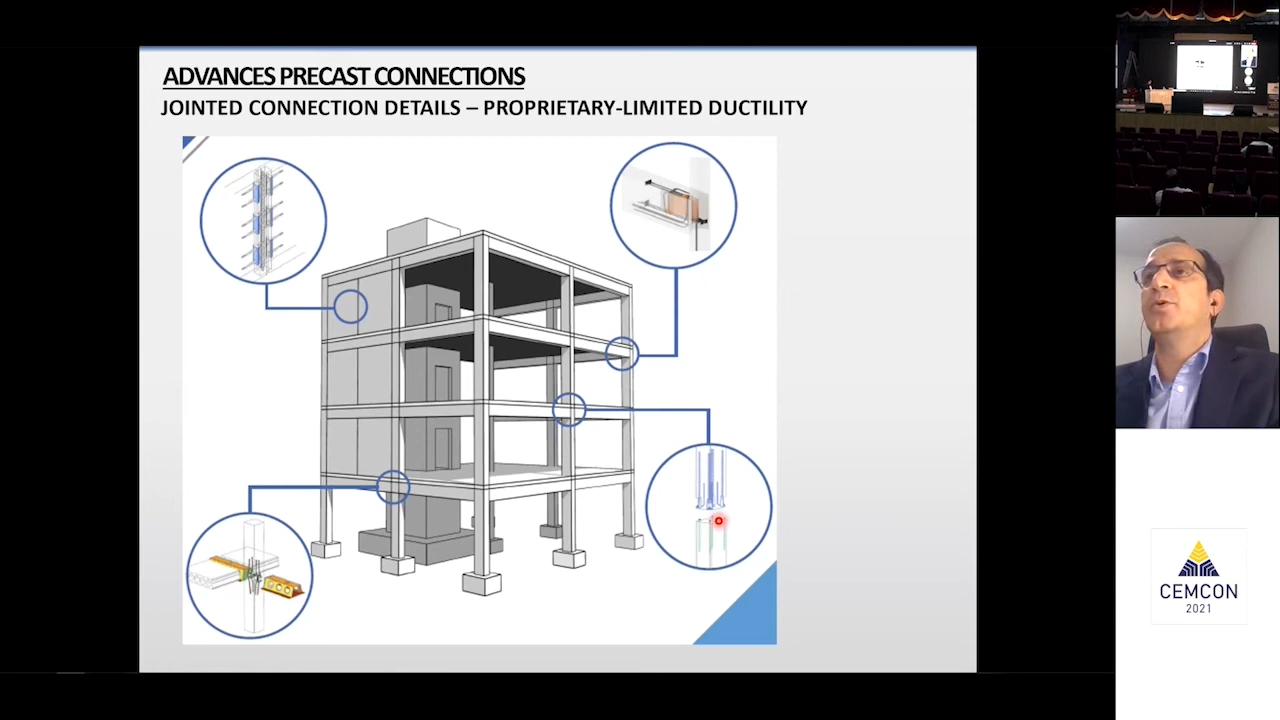 ADVANCES PRECAST CONNECTIONS
JOINTED CONNECTION DETAILS – PROPRIETARY-LIMITED DUCTILITY
CEMCON
2021